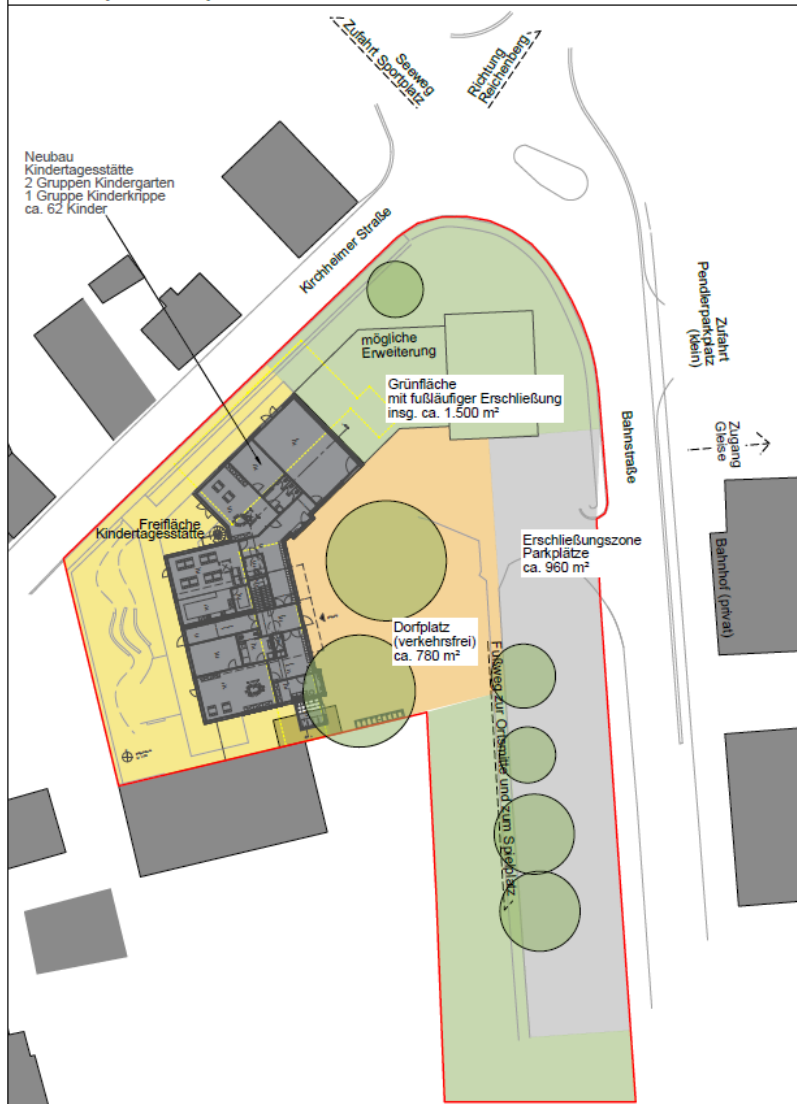 Seeweg
Zufahrt Sportplatz
Richtung
Reichenberg
Neubau
Kindertagesstätte
2 Gruppen Kindergarten
1 Gruppe Kinderkrippe
ca. 62 Kinder
Kirchheimer Straße
Zufahrt
Pendlerparkplatz
(klein)
mögliche
Erweiterung
Grünfläche
mit fußläufiger Erschließung
insg. ca. 1.500 m²
Bahnstraße
Zugang
Gleise
Freifläche
Kindertagesstätte
Erschließungszone
Parkplätze
ca. 960 m²
Bahnhof (privat)
Dorfplatz
(verkehrsfrei)
ca. 780 m²
Fußweg zur Ortsmitte und zum Spielplatz